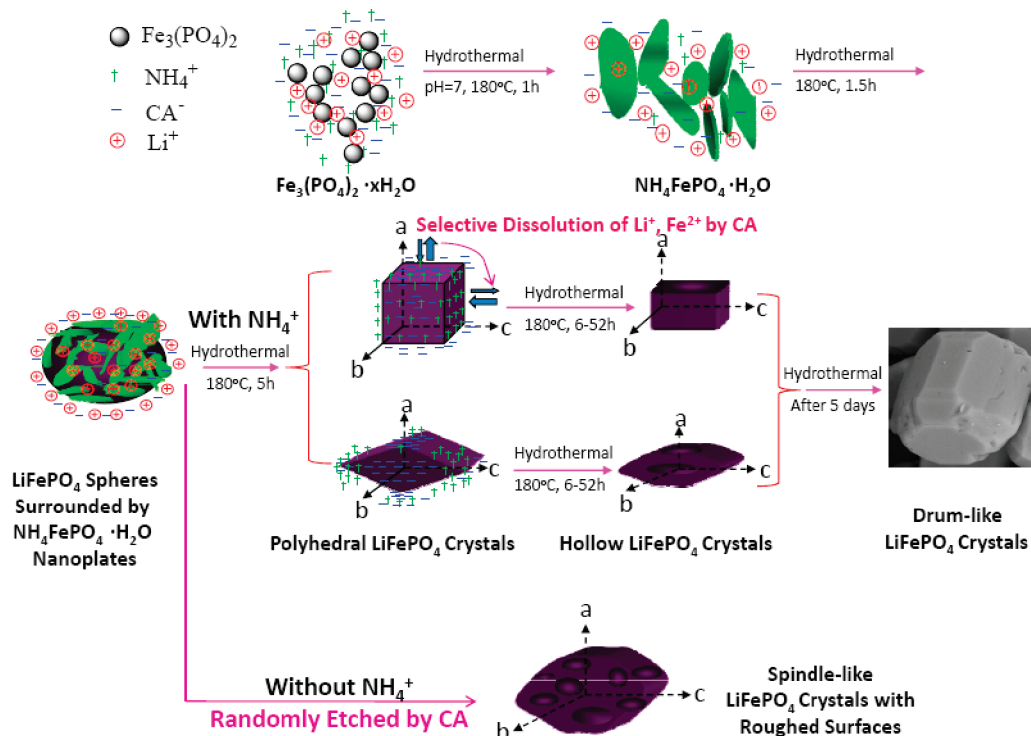 Fe₃(PO₄)₂
NH₄⁺
CA⁻
Li⁺
Hydrothermal
pH=7, 180ºC, 1h
Hydrothermal
180ºC, 1.5h
Fe₃(PO₄)₂ ·xH₂O
NH₄FePO₄ ·H₂O
Selective Dissolution of Li⁺, Fe²⁺ by CA
a
c
b
Hydrothermal
180ºC, 6-52h
a
c
b
With NH₄⁺
Hydrothermal
180ºC, 5h
Hydrothermal
After 5 days
a
c
b
Hydrothermal
180ºC, 6-52h
a
c
b
LiFePO₄ Spheres
Surrounded by
NH₄FePO₄ ·H₂O
Nanoplates
Polyhedral LiFePO₄ Crystals
Hollow LiFePO₄ Crystals
Drum-like
LiFePO₄ Crystals
Without NH₄⁺
Randomly Etched by CA
a
c
b
Spindle-like
LiFePO₄ Crystals with
Roughed Surfaces